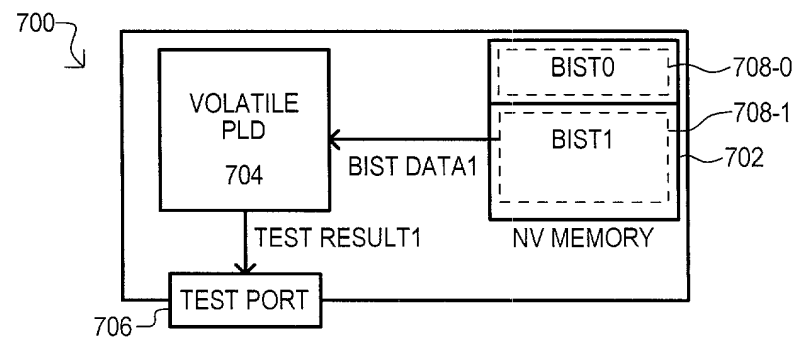 700
VOLATILE
PLD
704
BIST0
708-0
708-1
BIST1
702
BIST DATA1
NV MEMORY
TEST RESULT1
TEST PORT
706